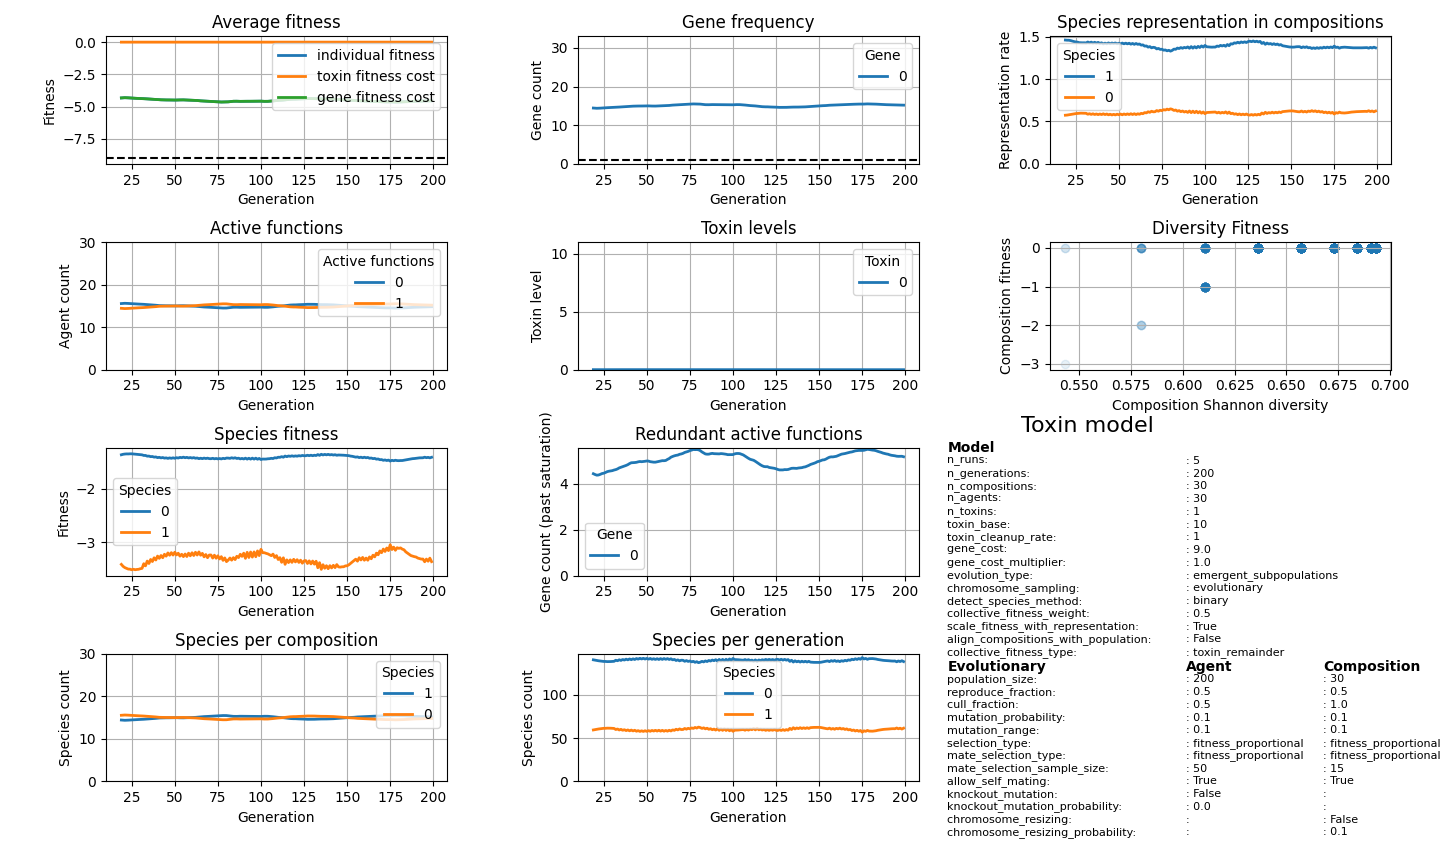 Average fitness
Fitness
0.0
−2.5
−5.0
−7.5
individual fitness
toxin fitness cost
gene fitness cost
25 50 75 100 125 150 175 200
Generation
Gene frequency
Gene count
30
20
10
0
Gene
0
25 50 75 100 125 150 175 200
Generation
Species representation in compositions
Representation rate
1.5
1.0
0.5
0.0
Species
1
0
25 50 75 100 125 150 175 200
Generation
Active functions
Agent count
30
20
10
0
Active functions
0
1
25 50 75 100 125 150 175 200
Generation
Toxin levels
Toxin level
10
5
0
Toxin
0
25 50 75 100 125 150 175 200
Generation
Diversity Fitness
Composition fitness
0
−1
−2
−3
0.550 0.575 0.600 0.625 0.650 0.675 0.700
Composition Shannon diversity
Species fitness
Fitness
−2
−3
Species
0
1
25 50 75 100 125 150 175 200
Generation
Redundant active functions
Gene count (past saturation)
4
2
0
Gene
0
25 50 75 100 125 150 175 200
Generation
Species per composition
Species count
30
20
10
0
Species
1
0
25 50 75 100 125 150 175 200
Generation
Species per generation
Species count
100
50
0
Species
0
1
25 50 75 100 125 150 175 200
Generation
Toxin model
Model
n_runs: : 5
n_generations: : 200
n_compositions: : 30
n_agents: : 30
n_toxins: : 1
toxin_base: : 10
toxin_cleanup_rate: : 1
gene_cost: : 9.0
gene_cost_multiplier: : 1.0
evolution_type: : emergent_subpopulations
chromosome_sampling: : evolutionary
detect_species_method: : binary
collective_fitness_weight: : 0.5
scale_fitness_with_representation: : True
align_compositions_with_population: : False
collective_fitness_type: : toxin_remainder
Evolutionary Agent Composition
population_size: : 200 : 30
reproduce_fraction: : 0.5 : 0.5
cull_fraction: : 0.5 : 1.0
mutation_probability: : 0.1 : 0.1
mutation_range: : 0.1 : 0.1
selection_type: : fitness_proportional : fitness_proportional
mate_selection_type: : fitness_proportional : fitness_proportional
mate_selection_sample_size: : 50 : 15
allow_self_mating: : True : True
knockout_mutation: : False :
knockout_mutation_probability: : 0.0 :
chromosome_resizing: : : False
chromosome_resizing_probability: : : 0.1